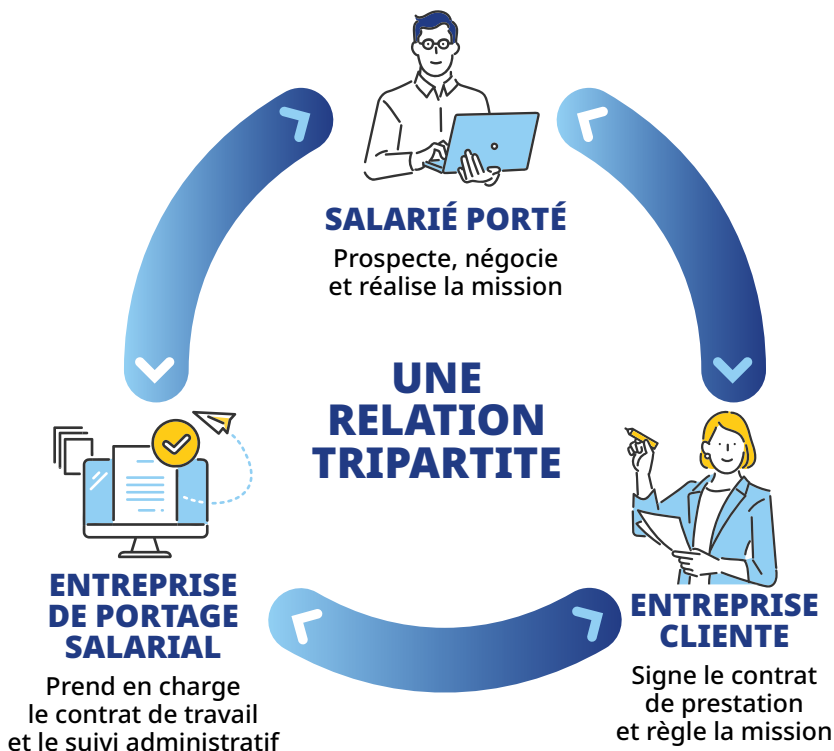 SALARIÉ PORTÉ
Prospecte, négocie
et réalise la mission
UNE
RELATION
TRIPARTITE
ENTREPRISE
DE PORTAGE
SALARIAL
Prend en charge
le contrat de travail
et le suivi administratif
ENTREPRISE
CLIENTE
Signe le contrat
de prestation
et règle la mission